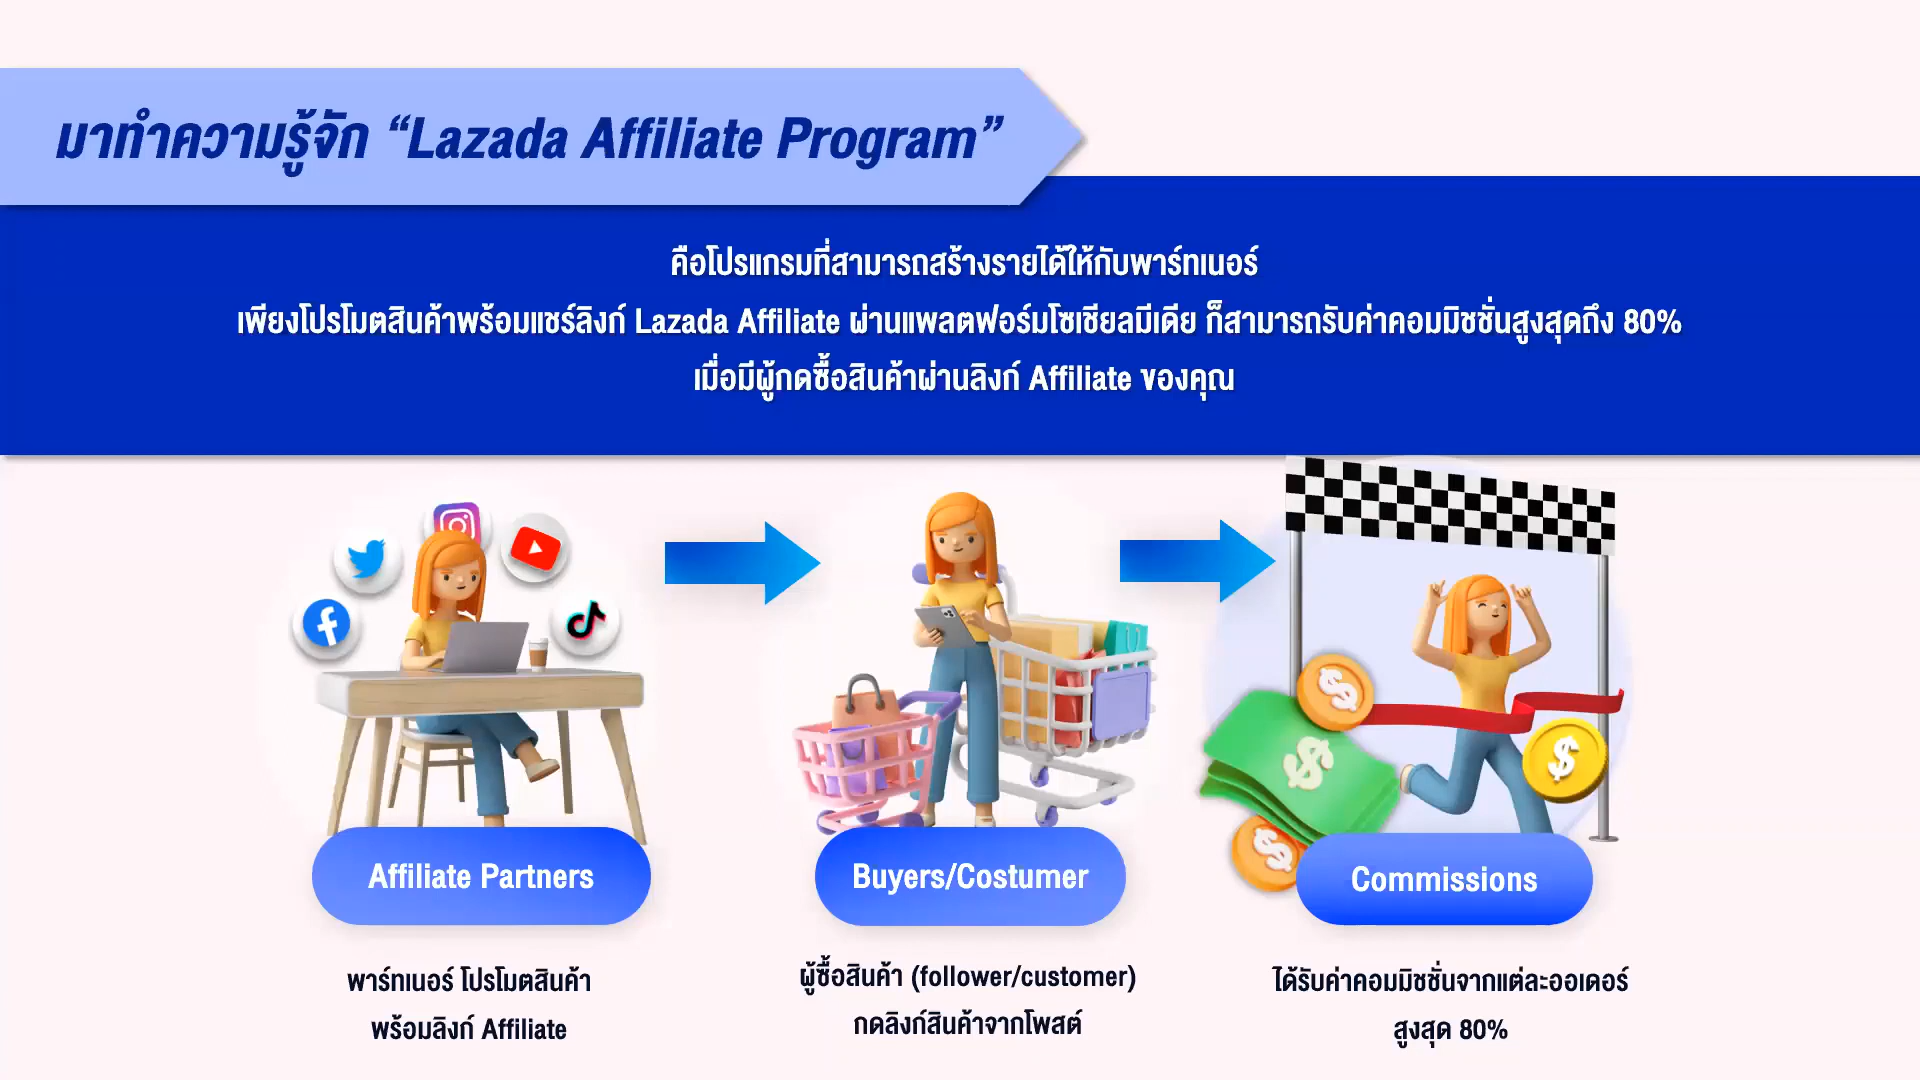 มาทำความรู้จัก “Lazada Affiliate Program”
คือโปรแกรมที่สามารถสร้างรายได้ให้กับพาร์ทเนอร์
เพียงโปรโมตสินค้าพร้อมแชร์ลิงก์ Lazada Affiliate ผ่านแพลตฟอร์มโซเชียลมีเดีย ก็สามารถรับค่าคอมมิชชั่นสูงสุดถึง 80%
เมื่อมีผู้กดซื้อสินค้าผ่านลิงก์ Affiliate ของคุณ
Affiliate Partners
พาร์ทเนอร์ โปรโมตสินค้า
พร้อมลิงก์ Affiliate
Buyers/Costumer
ผู้ซื้อสินค้า (follower/customer)
กดลิงก์สินค้าจากโพสต์
Commissions
ได้รับค่าคอมมิชชั่นจากแต่ละออเดอร์
สูงสุด 80%